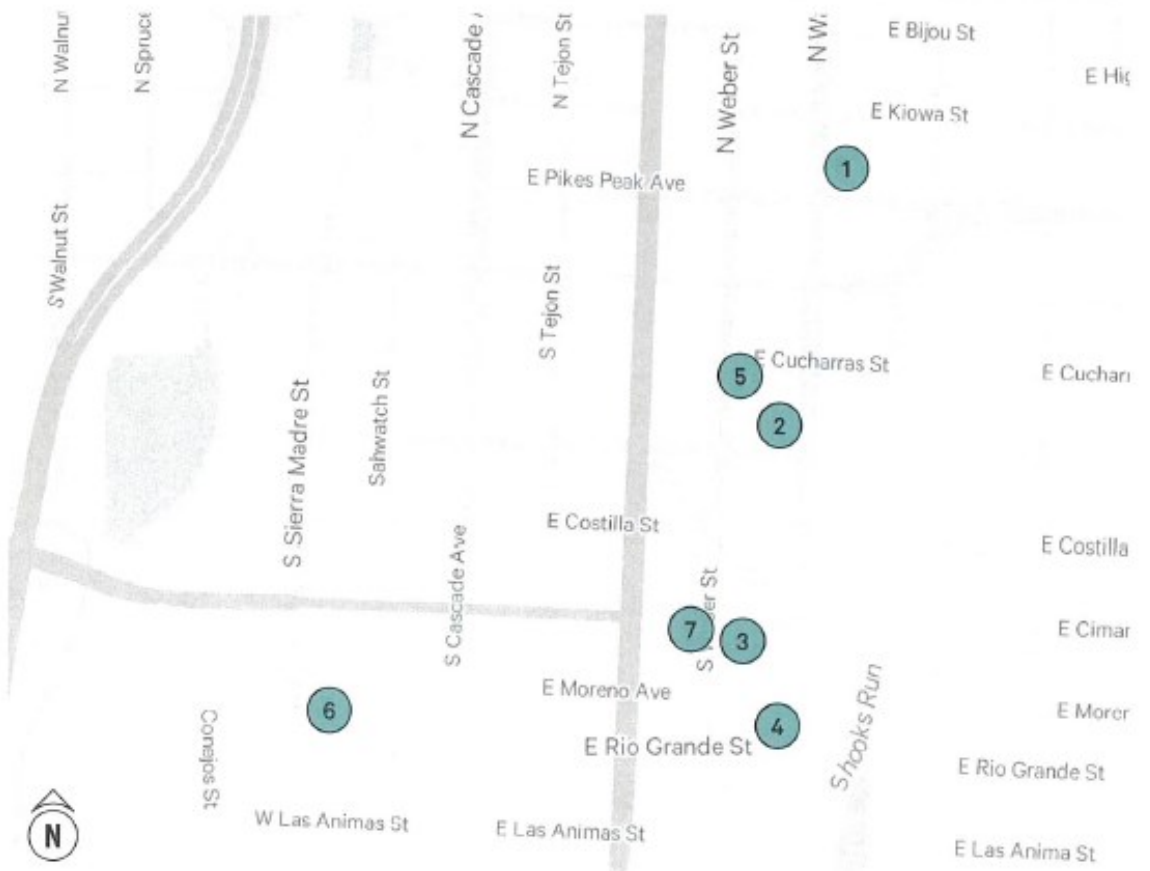 N Walnut
N Spruce
N Cascade
N Tejon St
N Weber St
E Bijou St
E Kiowa St
1
E Pikes Peak Ave
S Walnut St
S Tejon St
5
E Cucharras St
2
S Sierra Madre St
Sahwatch St
E Costilla St
E Costilla
S Cascade Ave
7
3
E Moreno Ave
6
4
E Rio Grande St
Shooks Run
E Rio Grande St
Conejos St
W Las Animas St
E Las Animas St
E Las Anima St
N